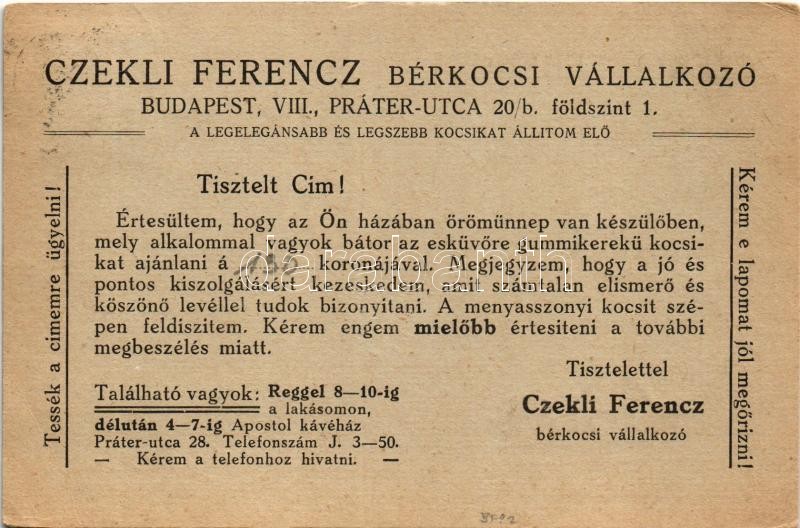 CZEKLI FERENCZ BÉRKOCSI VÁLLALKOZÓ
BUDAPEST, VIII., PRÁTER-UTCA 20/b. földszint 1.
A LEGELEGÁNSABB ÉS LEGSZEBB KOCSIKAT ÁLLITOM ELŐ
Tessék a cimemre ügyelni!
Tisztelt Cim!
Értesültem, hogy az Ön házában örömünnep van készülőben,
mely alkalommal vagyok bátor az esküvőre gummikerekü kocsi-
kat ajánlani á koronájával. Megjegyzem, hogy a jó és
pontos kiszolgálásért kezeskedem, amit számtalan elismerő és
köszönő levéllel tudok bizonyitani. A menyasszonyi kocsit szé-
pen feldiszitem. Kérem engem mielőbb értesiteni a további
megbeszélés miatt.
Található vagyok: Reggel 8—10-ig
a lakásomon,
délután 4—7-ig Apostol kávéház
Práter-utca 28. Telefonszám J. 3—50.
— Kérem a telefonhoz hivatni. —
Tisztelettel
Czekli Ferencz
bérkocsi vállalkozó
Kérem e lapomat jól megőrizni!
darabanth